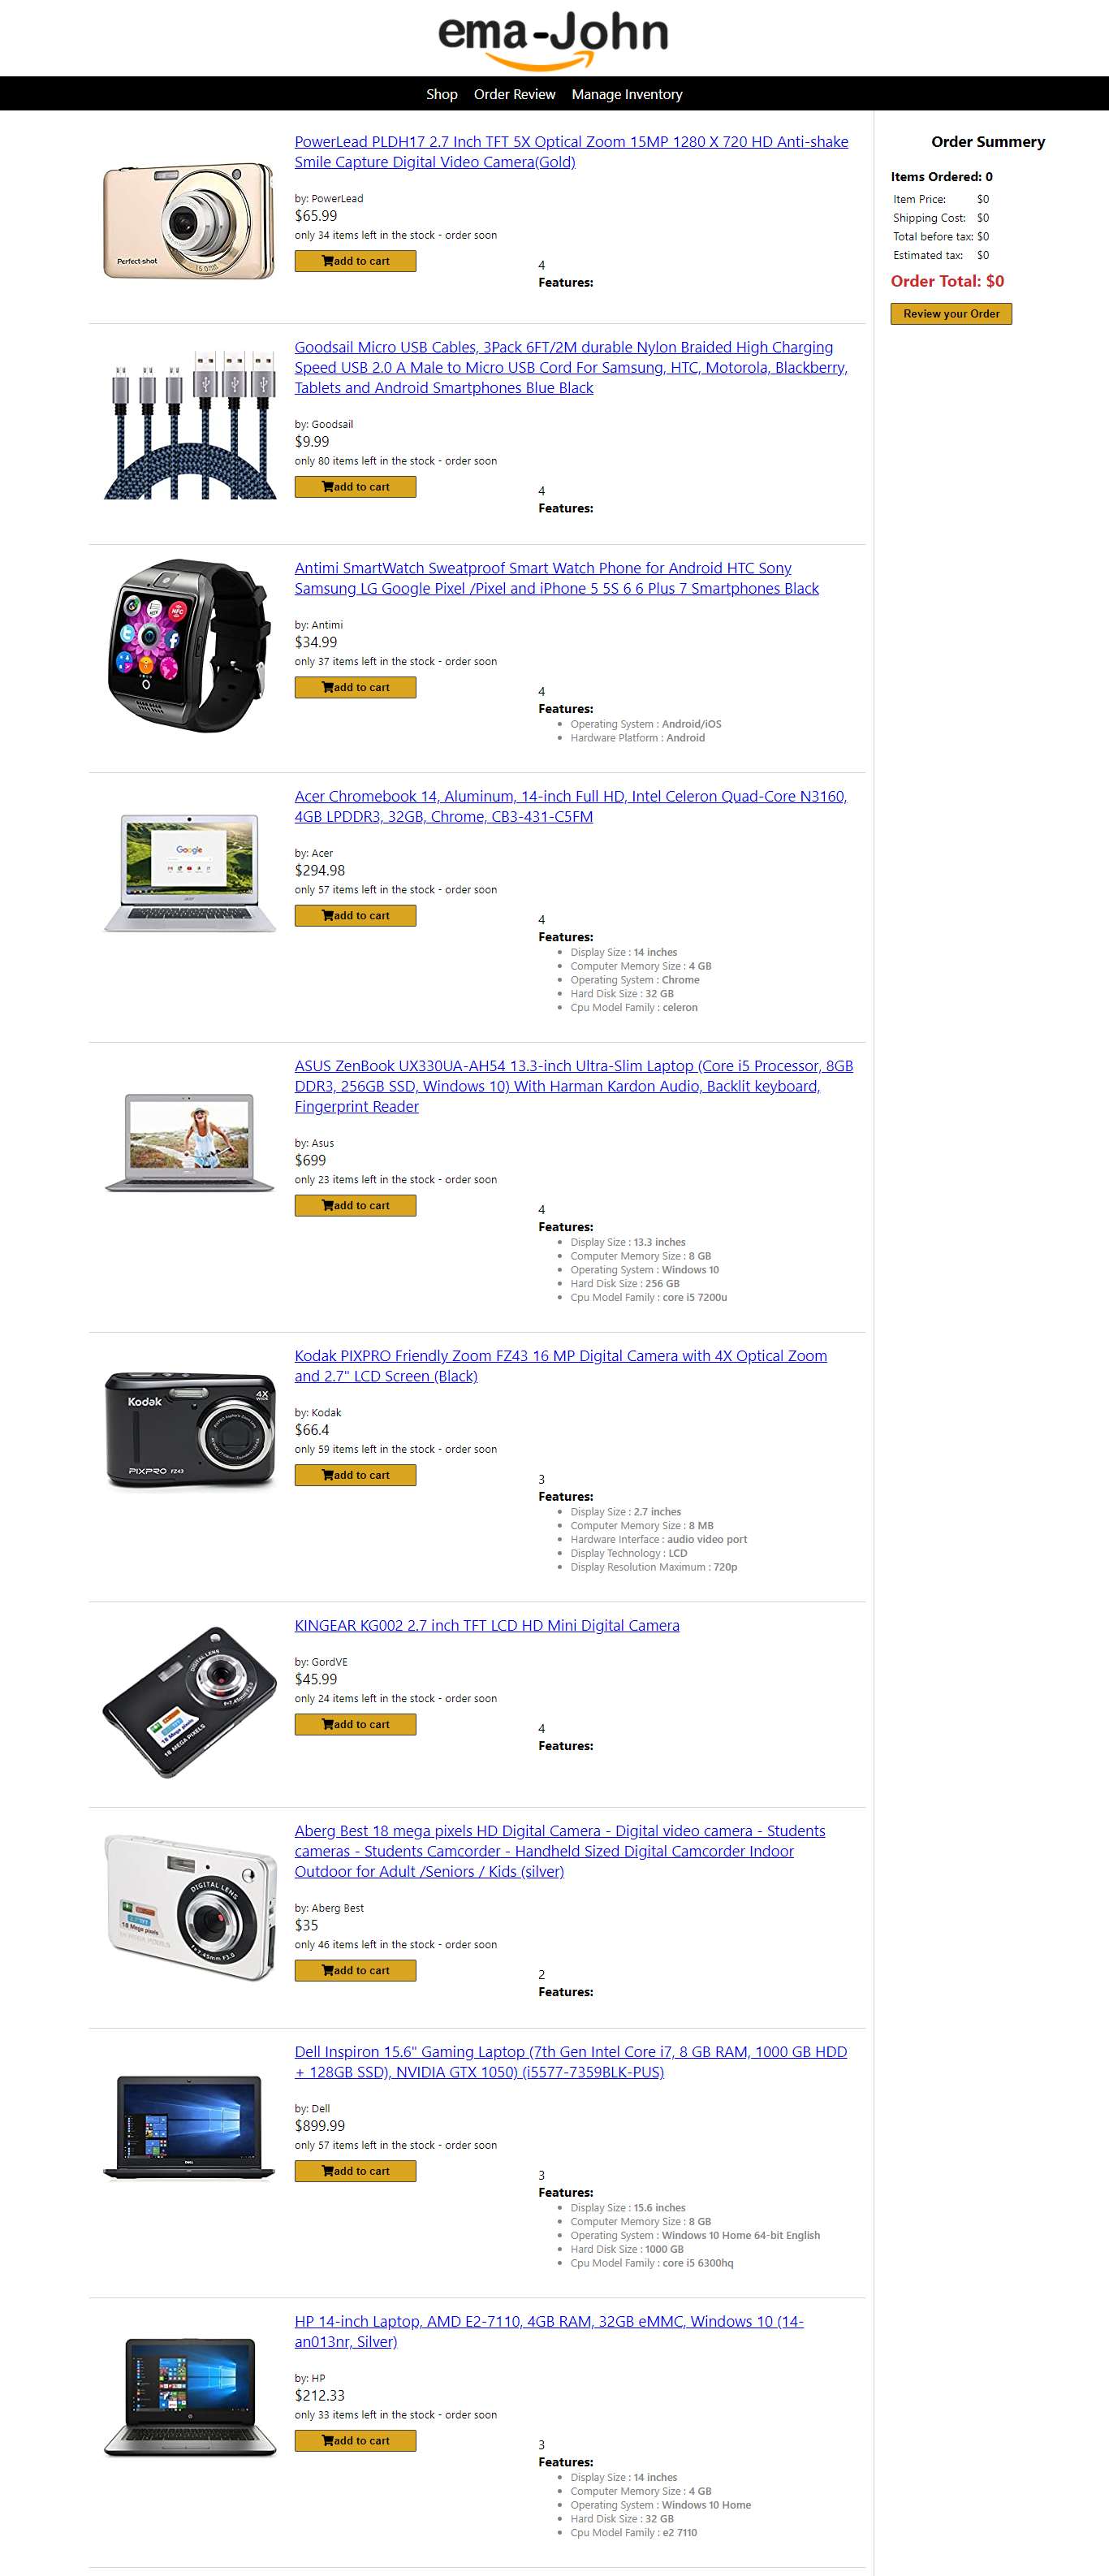 ema-John
Shop Order Review Manage Inventory
PowerLead PLDH17 2.7 Inch TFT 5X Optical Zoom 15MP 1280 X 720 HD Anti-shake
Smile Capture Digital Video Camera(Gold)
by: PowerLead
$65.99
only 34 items left in the stock - order soon
add to cart
4
Features:
Perfect-shot
Order Summery
Items Ordered: 0
Item Price: $0
Shipping Cost: $0
Total before tax: $0
Estimated tax: $0
Order Total: $0
Review your Order
Goodsail Micro USB Cables, 3Pack 6FT/2M durable Nylon Braided High Charging
Speed USB 2.0 A Male to Micro USB Cord For Samsung, HTC, Motorola, Blackberry,
Tablets and Android Smartphones Blue Black
by: Goodsail
$9.99
only 80 items left in the stock - order soon
add to cart
4
Features:
Antimi SmartWatch Sweatproof Smart Watch Phone for Android HTC Sony
Samsung LG Google Pixel /Pixel and iPhone 5 5S 6 6 Plus 7 Smartphones Black
by: Antimi
$34.99
only 37 items left in the stock - order soon
add to cart
4
Features:
Operating System : Android/iOS
Hardware Platform : Android
Acer Chromebook 14, Aluminum, 14-inch Full HD, Intel Celeron Quad-Core N3160,
4GB LPDDR3, 32GB, Chrome, CB3-431-C5FM
Google
by: Acer
$294.98
only 57 items left in the stock - order soon
add to cart
4
Features:
Display Size : 14 inches
Computer Memory Size : 4 GB
Operating System : Chrome
Hard Disk Size : 32 GB
Cpu Model Family : celeron
ASUS ZenBook UX330UA-AH54 13.3-inch Ultra-Slim Laptop (Core i5 Processor, 8GB
DDR3, 256GB SSD, Windows 10) With Harman Kardon Audio, Backlit keyboard,
Fingerprint Reader
by: Asus
$699
only 23 items left in the stock - order soon
add to cart
4
Features:
Display Size : 13.3 inches
Computer Memory Size : 8 GB
Operating System : Windows 10
Hard Disk Size : 256 GB
Cpu Model Family : core i5 7200u
Kodak PIXPRO Friendly Zoom FZ43 16 MP Digital Camera with 4X Optical Zoom
and 2.7" LCD Screen (Black)
Kodak
4X
PIXPRO FZ43
by: Kodak
$66.4
only 59 items left in the stock - order soon
add to cart
3
Features:
Display Size : 2.7 inches
Computer Memory Size : 8 MB
Hardware Interface : audio video port
Display Technology : LCD
Display Resolution Maximum : 720p
KINGEAR KG002 2.7 inch TFT LCD HD Mini Digital Camera
DIGITAL LENS
18 MEGA PIXELS
by: GordVE
$45.99
only 24 items left in the stock - order soon
add to cart
4
Features:
Aberg Best 18 mega pixels HD Digital Camera - Digital video camera - Students
cameras - Students Camcorder - Handheld Sized Digital Camcorder Indoor
Outdoor for Adult /Seniors / Kids (silver)
DIGITAL LENS
18 Mega pixels
f=7.45mm F3.0
by: Aberg Best
$35
only 46 items left in the stock - order soon
add to cart
2
Features:
Dell Inspiron 15.6" Gaming Laptop (7th Gen Intel Core i7, 8 GB RAM, 1000 GB HDD
+ 128GB SSD), NVIDIA GTX 1050) (i5577-7359BLK-PUS)
by: Dell
$899.99
only 57 items left in the stock - order soon
add to cart
3
Features:
Display Size : 15.6 inches
Computer Memory Size : 8 GB
Operating System : Windows 10 Home 64-bit English
Hard Disk Size : 1000 GB
Cpu Model Family : core i5 6300hq
HP 14-inch Laptop, AMD E2-7110, 4GB RAM, 32GB eMMC, Windows 10 (14-
an013nr, Silver)
by: HP
$212.33
only 33 items left in the stock - order soon
add to cart
3
Features:
Display Size : 14 inches
Computer Memory Size : 4 GB
Operating System : Windows 10 Home
Hard Disk Size : 32 GB
Cpu Model Family : e2 7110